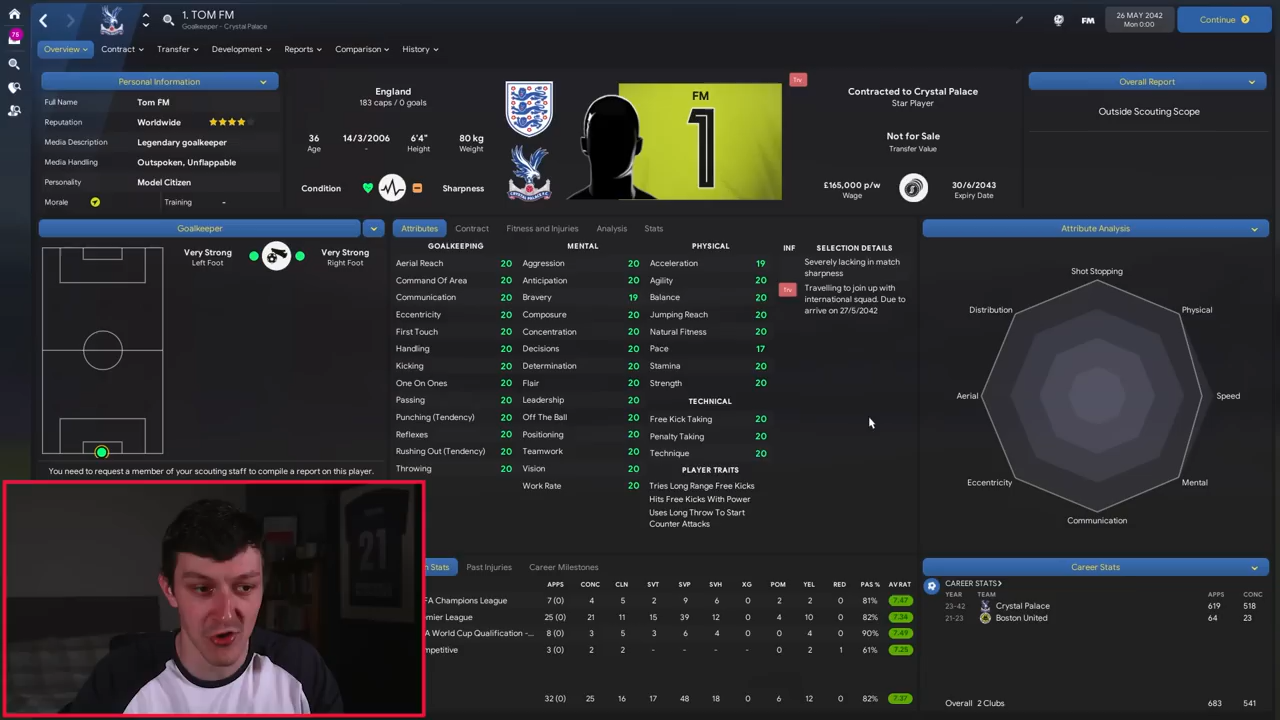 1. TOM FM
Goalkeeper - Crystal Palace
FM
26 MAY 2042
Mon 0:00
Continue
75
Overview
Contract
Transfer
Development
Reports
Comparison
History
Personal Information
Full Name Tom FM
Reputation Worldwide
Media Description Legendary goalkeeper
Media Handling Outspoken, Unflappable
Personality Model Citizen
Morale Training -
England
183 caps / 0 goals
36 14/3/2006 6'4" 80 kg
Age - Height Weight
Condition Sharpness
FM
1
Trv
Contracted to Crystal Palace
Star Player
Not for Sale
Transfer Value
£165,000 p/w 30/6/2043
Wage Expiry Date
Overall Report
Outside Scouting Scope
Goalkeeper
Very Strong Very Strong
Left Foot Right Foot
You need to request a member of your scouting staff to compile a report on this player.
Attributes Contract Fitness and Injuries Analysis Stats
GOALKEEPING MENTAL PHYSICAL
Aerial Reach 20 Aggression 20 Acceleration 19
Command Of Area 20 Anticipation 20 Agility 20
Communication 20 Bravery 19 Balance 20
Eccentricity 20 Composure 20 Jumping Reach 20
First Touch 20 Concentration 20 Natural Fitness 20
Handling 20 Decisions 20 Pace 17
Kicking 20 Determination 20 Stamina 20
One On Ones 20 Flair 20 Strength 20
Passing 20 Leadership 20 TECHNICAL
Punching (Tendency) 20 Off The Ball 20 Free Kick Taking 20
Reflexes 20 Positioning 20 Penalty Taking 20
Rushing Out (Tendency) 20 Teamwork 20 Technique 20
Throwing 20 Vision 20 PLAYER TRAITS
Work Rate 20 Tries Long Range Free Kicks
Hits Free Kicks With Power
Uses Long Throw To Start
Counter Attacks
INF SELECTION DETAILS
Severely lacking in match
sharpness
Trv Travelling to join up with
international squad. Due to
arrive on 27/5/2042
Attribute Analysis
Shot Stopping
Distribution Physical
Aerial Speed
Eccentricity Mental
Communication
Stats Past Injuries Career Milestones
APPS CONC CLN SVT SVP SVH XG POM YEL RED PAS % AV RAT
FA Champions League 7 (0) 4 5 2 9 6 0 2 2 0 81% 7.47
emier League 25 (0) 21 11 15 39 12 0 4 10 0 82% 7.34
A World Cup Qualification -... 8 (0) 3 5 3 6 4 0 0 4 0 90% 7.49
mpetitive 3 (0) 2 2 - - - - 0 2 1 61% 7.25
32 (0) 25 16 17 48 18 0 6 12 0 82% 7.37
Career Stats
CAREER STATS
YEAR TEAM APPS CONC
23-42 Crystal Palace 619 518
21-23 Boston United 64 23
Overall 2 Clubs 683 541
21